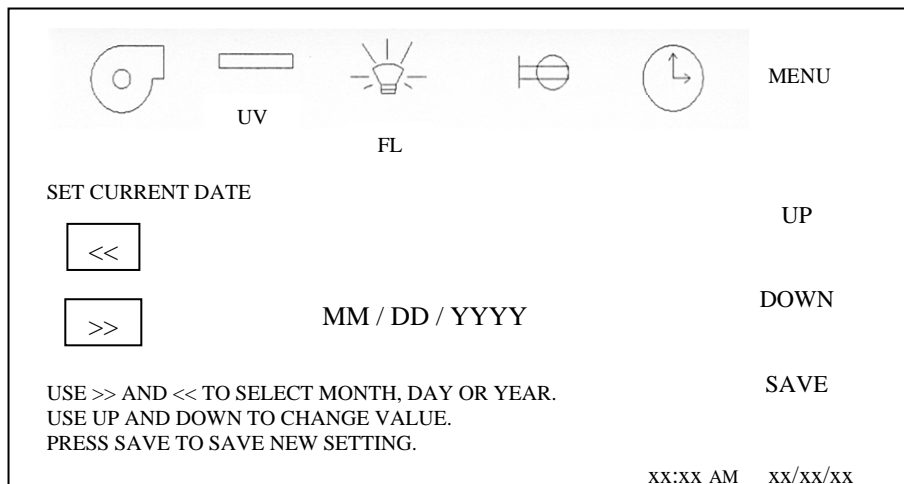 MENU
UV
FL
SET CURRENT DATE
UP
<<
DOWN
>>
MM / DD / YYYY
SAVE
USE >> AND << TO SELECT MONTH, DAY OR YEAR.
USE UP AND DOWN TO CHANGE VALUE.
PRESS SAVE TO SAVE NEW SETTING.
xx:xx AM xx/xx/xx